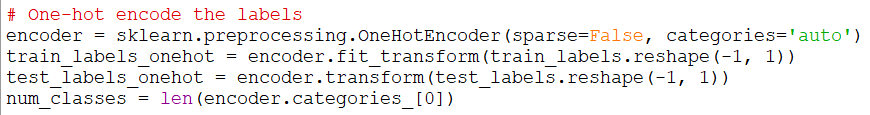 # One-hot encode the labels
encoder = sklearn.preprocessing.OneHotEncoder(sparse=False, categories='auto')
train_labels_onehot = encoder.fit_transform(train_labels.reshape(-1, 1))
test_labels_onehot = encoder.transform(test_labels.reshape(-1, 1))
num_classes = len(encoder.categories_[0])